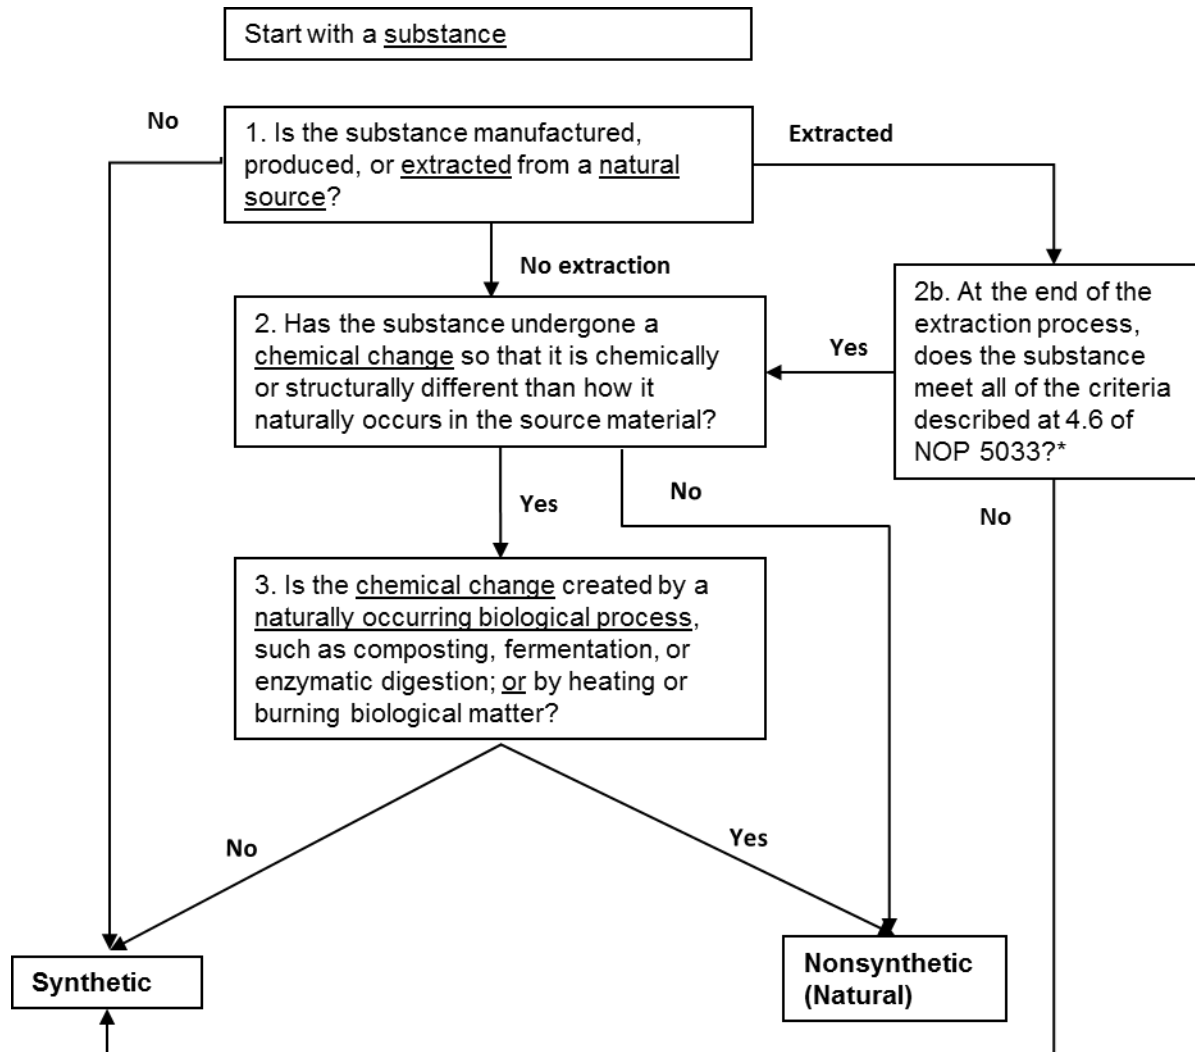 Start with a substance
No
1. Is the substance manufactured,
produced, or extracted from a natural
source?
Extracted
No extraction
2. Has the substance undergone a
chemical change so that it is chemically
or structurally different than how it
naturally occurs in the source material?
Yes
2b. At the end of the
extraction process,
does the substance
meet all of the criteria
described at 4.6 of
NOP 5033?*
Yes
No
No
3. Is the chemical change created by a
naturally occurring biological process,
such as composting, fermentation, or
enzymatic digestion; or by heating or
burning biological matter?
No
Yes
Synthetic
Nonsynthetic
(Natural)